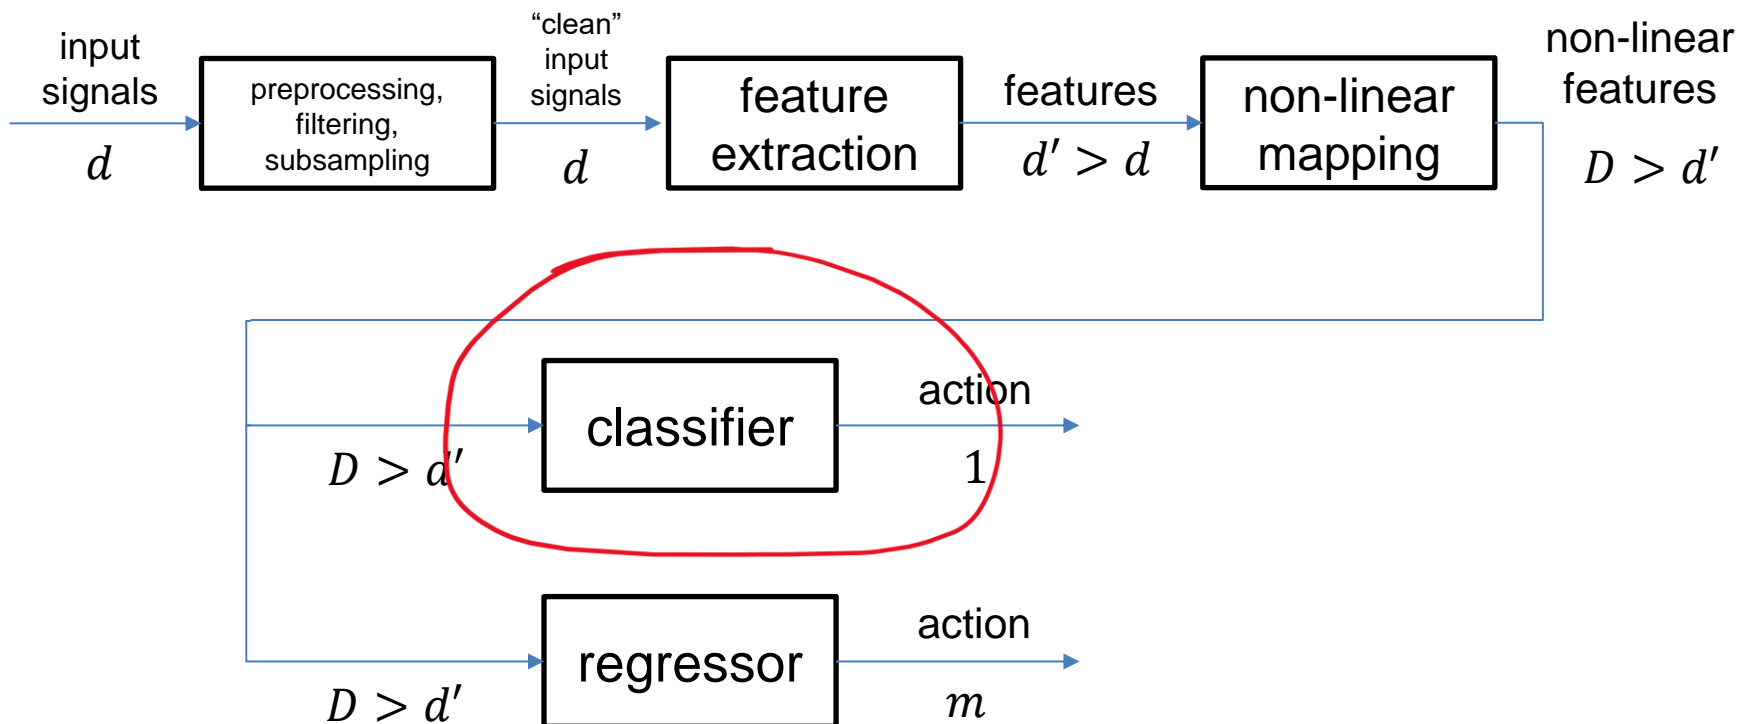 input
signals
d
preprocessing,
filtering,
subsampling
“clean”
input
signals
d
feature
extraction
features
d′ > d
non-linear
mapping
non-linear
features
D > d′
D > d′
classifier
action
1
D > d′
regressor
action
m